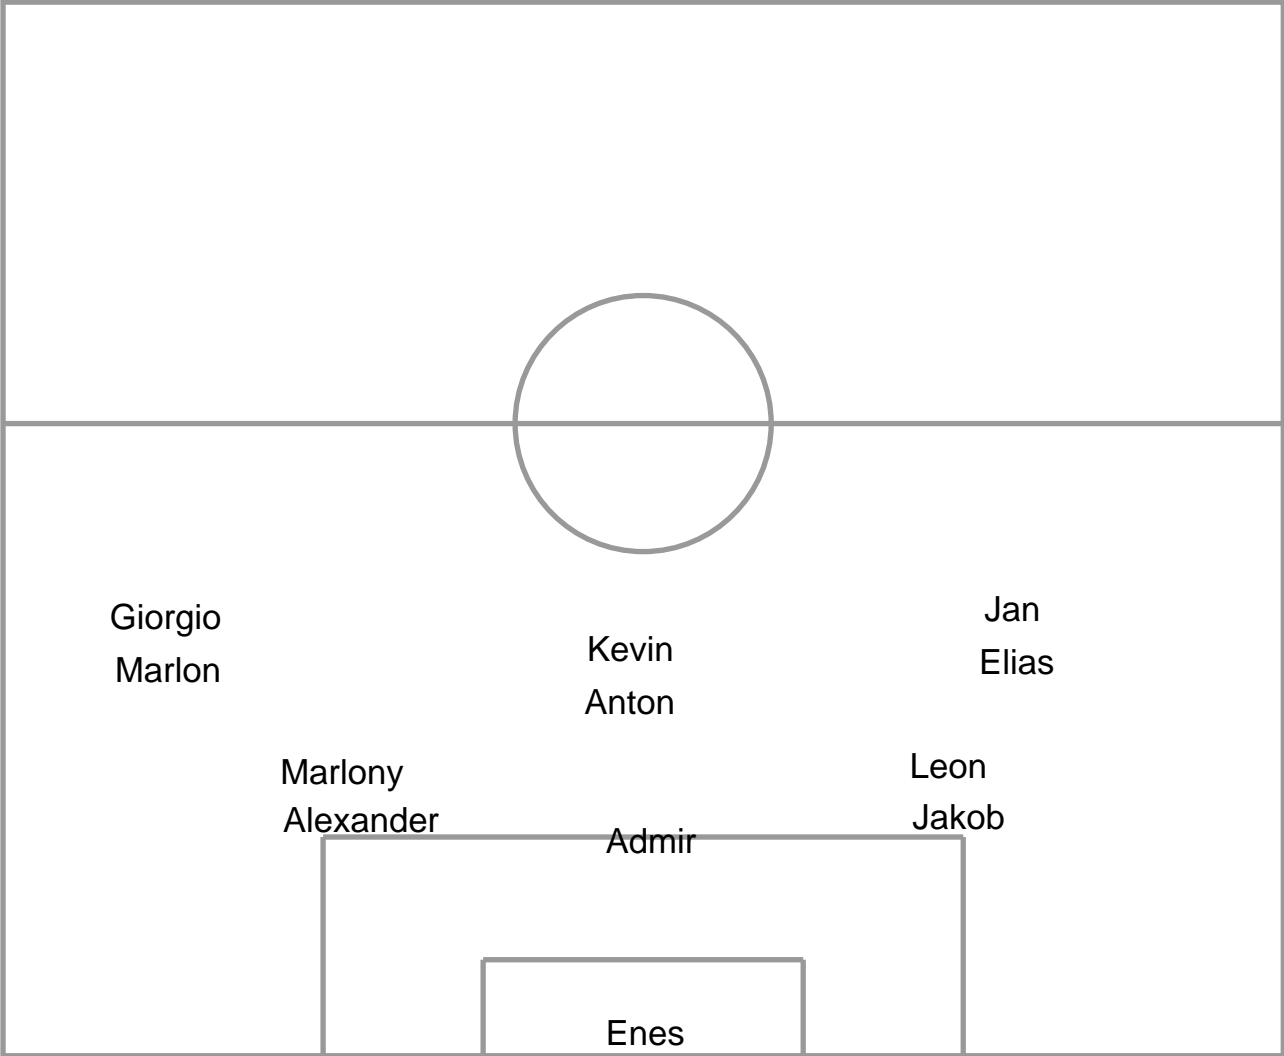 Giorgio
Marlon
Kevin
Anton
Jan
Elias
Marlony
Alexander
Admir
Leon
Jakob
Enes